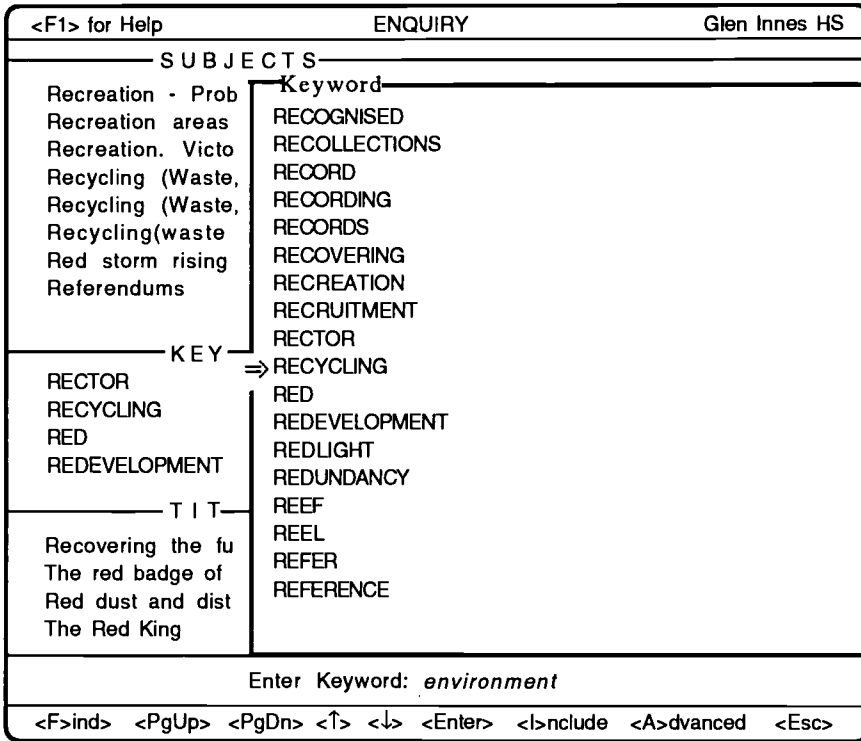 <F1> for Help ENQUIRY Glen Innes HS
SUBJECTS
Recreation - Prob
Recreation areas
Recreation. Victo
Recycling (Waste,
Recycling (Waste,
Recycling(waste
Red storm rising
Referendums
KEY
RECTOR
RECYCLING
RED
REDEVELOPMENT
TIT
Recovering the fu
The red badge of
Red dust and dist
The Red King
Keyword
RECOGNISED
RECOLLECTIONS
RECORD
RECORDING
RECORDS
RECOVERING
RECREATION
RECRUITMENT
RECTOR
⇒ RECYCLING
RED
REDEVELOPMENT
REDLIGHT
REDUNDANCY
REEF
REEL
REFER
REFERENCE
Enter Keyword: environment
<F>ind> <PgUp> <PgDn> <↑> <↓> <Enter> <I>nclude <A>dvanced <Esc>